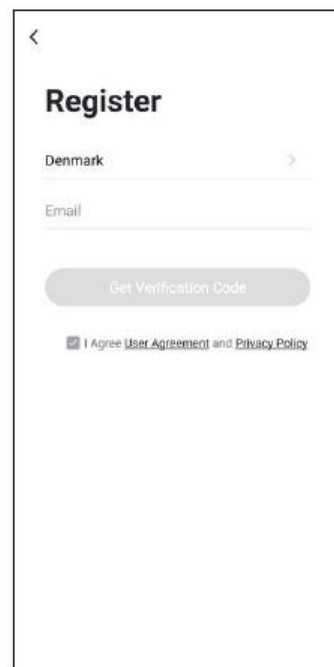 Register
Denmark
Email
Get Verification Code
I Agree User Agreement and Privacy Policy